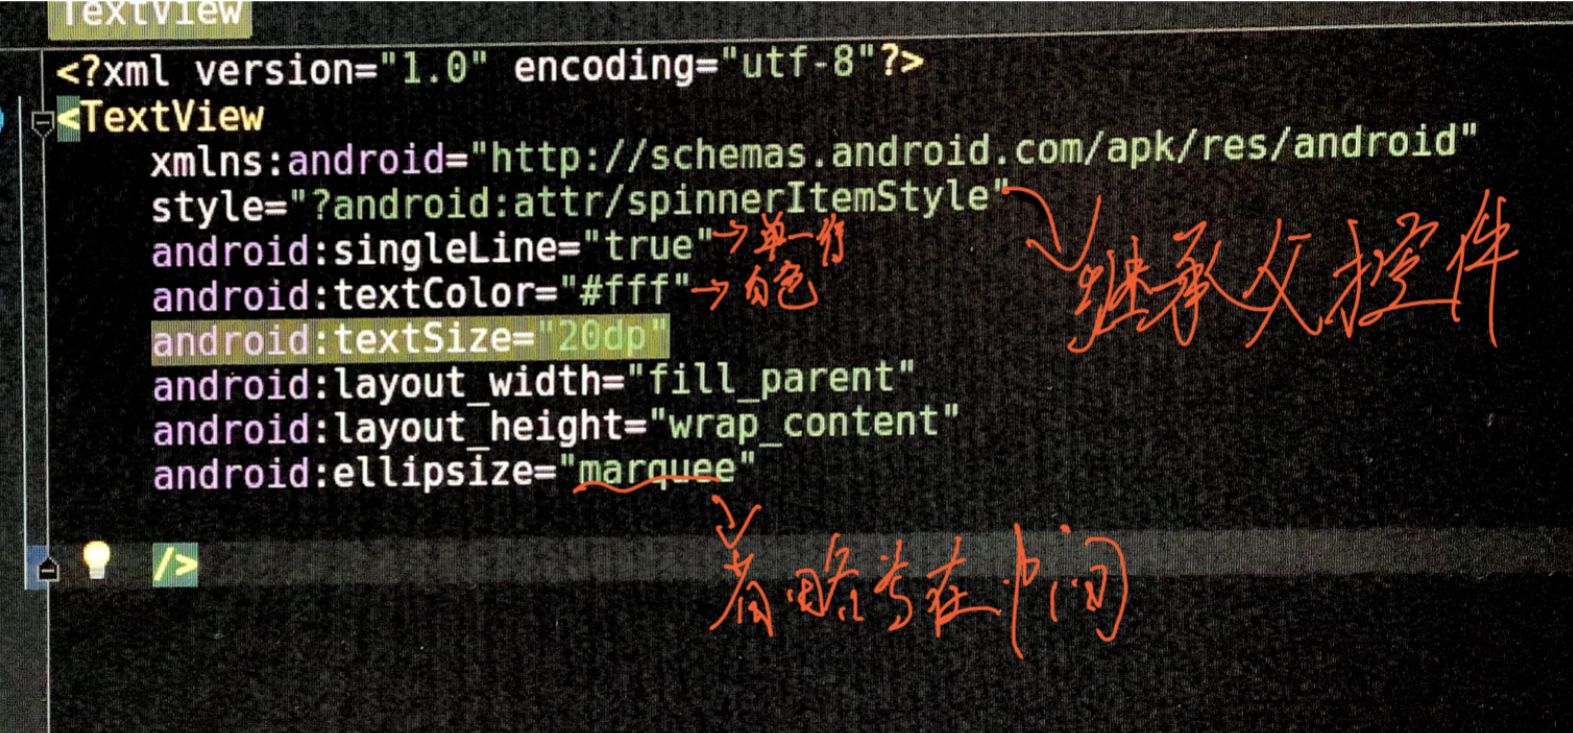 TextView
<?xml version="1.0" encoding="utf-8"?>
<TextView
xmlns:android="http://schemas.android.com/apk/res/android"
style="?android:attr/spinnerItemStyle"
继承父控件
android:singleLine="true"→单一行
android:textColor="#fff"→白色
android:textSize="20dp"
android:layout_width="fill_parent"
android:layout_height="wrap_content"
android:ellipsize="marquee"
省略号在中间
/>